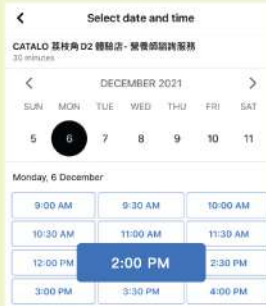 Select date and time
CATALO 荔枝角 D2 體驗店 - 營養師諮詢服務
30 minutes
DECEMBER 2021
SUN MON TUE WED THU FRI SAT
5 6 7 8 9 10 11
Monday, 6 December
9:00 AM 9:30 AM 10:00 AM
10:30 AM 11:00 AM 11:30 AM
12:00 PM 2:00 PM 2:30 PM
3:00 PM 3:30 PM 4:00 PM